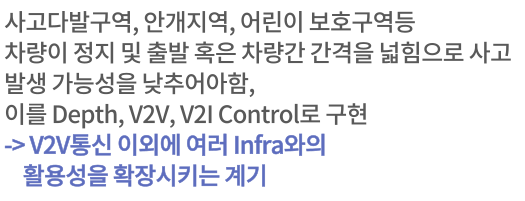 사고다발구역, 안개지역, 어린이 보호구역등
차량이 정지 및 출발 혹은 차량간 간격을 넓힘으로 사고
발생 가능성을 낮추어아함,
이를 Depth, V2V, V2I Control로 구현
-> V2V통신 이외에 여러 Infra와의
활용성을 확장시키는 계기